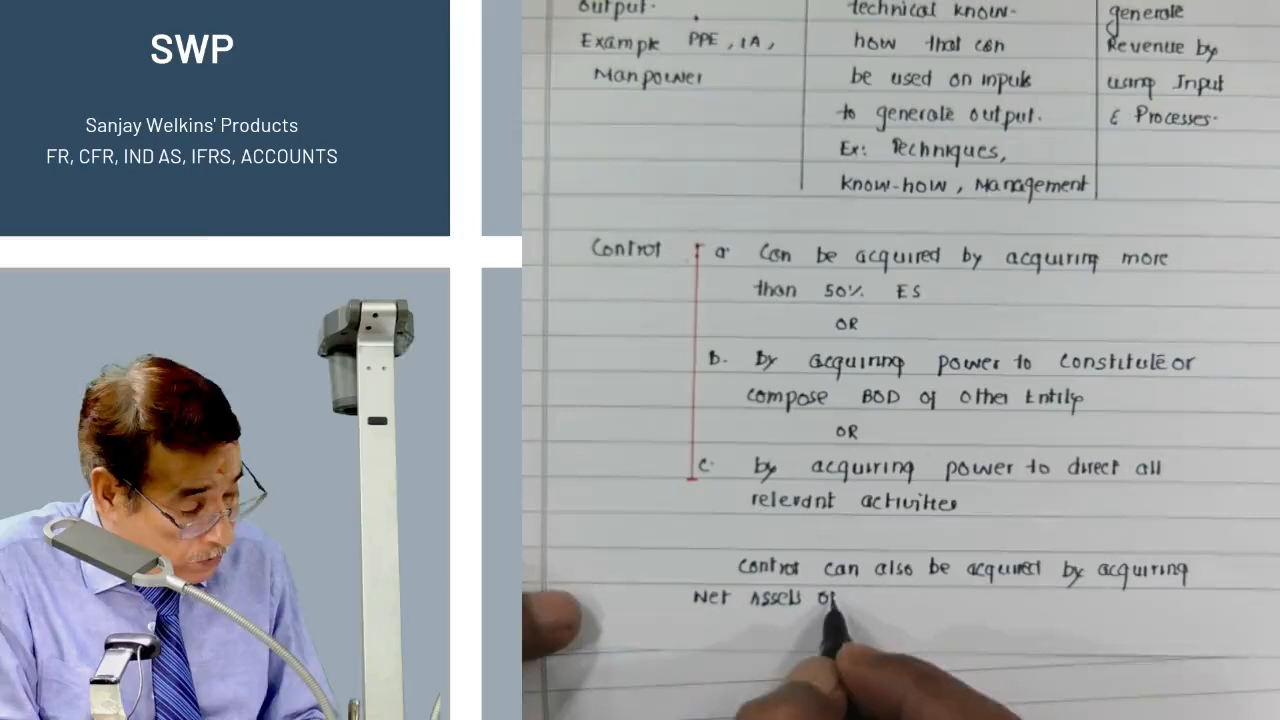 SWP
Sanjay Welkins' Products
FR, CFR, IND AS, IFRS, ACCOUNTS
output.
Example PPE, IA,
Manpower
technical know-
how that can
be used on inputs
to generate output.
Ex: Techniques,
know-how, Management
generate
Revenue by
using Input
& Processes.
Control
a. Can be acquired by acquiring more
than 50% ES
OR
b. By acquiring power to constitute or
compose BOD of other Entity
OR
c. by acquiring power to direct all
relevant activities
control can also be acquired by acquiring
Net Assets of